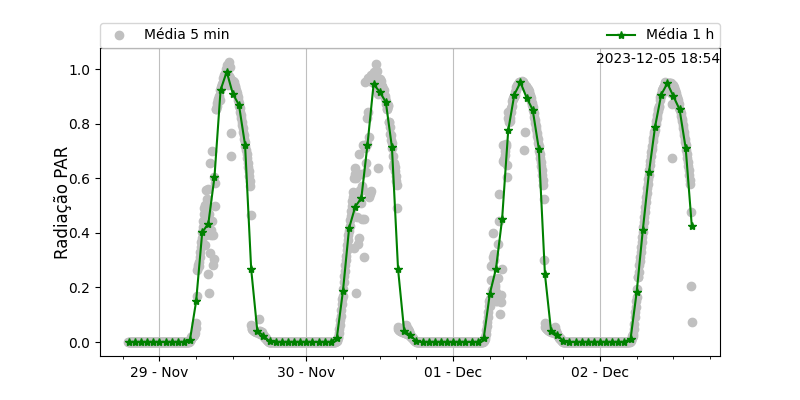 Média 5 min
Média 1 h
2023-12-05 18:54
Radiação PAR
1.0
0.8
0.6
0.4
0.2
0.0
29 - Nov
30 - Nov
01 - Dec
02 - Dec